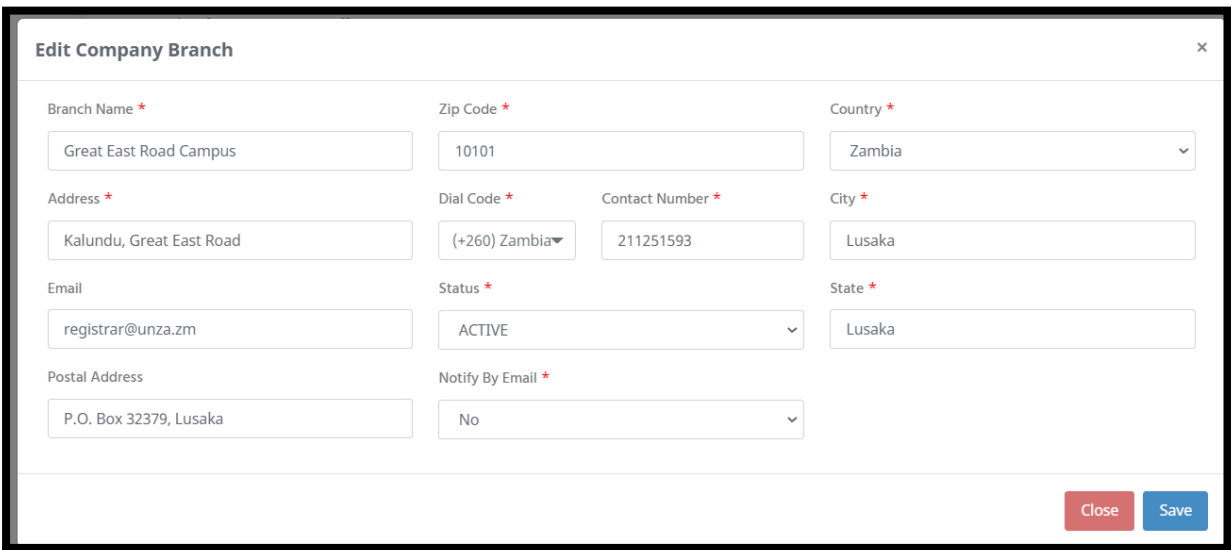 Edit Company Branch ×
Branch Name * Zip Code * Country *
Great East Road Campus 10101 Zambia
Address * Dial Code * Contact Number * City *
Kalundu, Great East Road (+260) Zambia 211251593 Lusaka
Email Status * State *
registrar@unza.zm ACTIVE Lusaka
Postal Address Notify By Email *
P.O. Box 32379, Lusaka No
Close Save